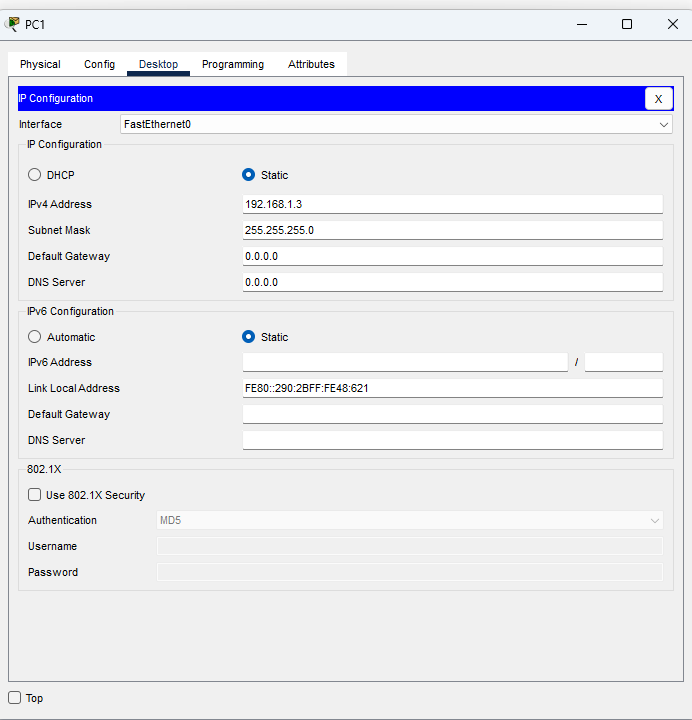 PC1
Physical Config Desktop Programming Attributes
IP Configuration X
Interface FastEthernet0
IP Configuration
DHCP Static
IPv4 Address 192.168.1.3
Subnet Mask 255.255.255.0
Default Gateway 0.0.0.0
DNS Server 0.0.0.0
IPv6 Configuration
Automatic Static
IPv6 Address /
Link Local Address FE80::290:2BFF:FE48:621
Default Gateway
DNS Server
802.1X
Use 802.1X Security
Authentication MD5
Username
Password
Top